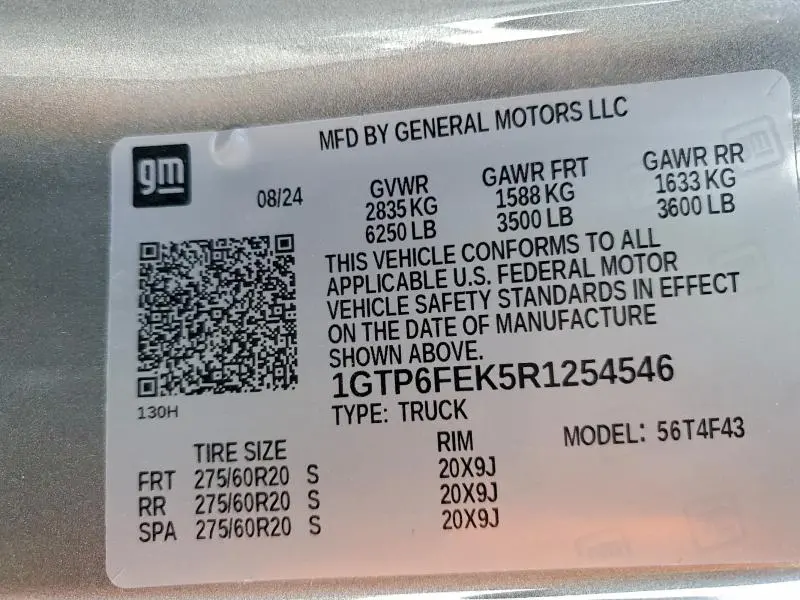 MFD BY GENERAL MOTORS LLC
gm
08/24
GVWR
2835 KG
6250 LB
GAWR FRT
1588 KG
3500 LB
GAWR RR
1633 KG
3600 LB
THIS VEHICLE CONFORMS TO ALL
APPLICABLE U.S. FEDERAL MOTOR
VEHICLE SAFETY STANDARDS IN EFFECT
ON THE DATE OF MANUFACTURE
SHOWN ABOVE.
1GTP6FEK5R1254546
130H
TYPE: TRUCK
MODEL: 56T4F43
TIRE SIZE RIM
FRT 275/60R20 S 20X9J
RR 275/60R20 S 20X9J
SPA 275/60R20 S 20X9J